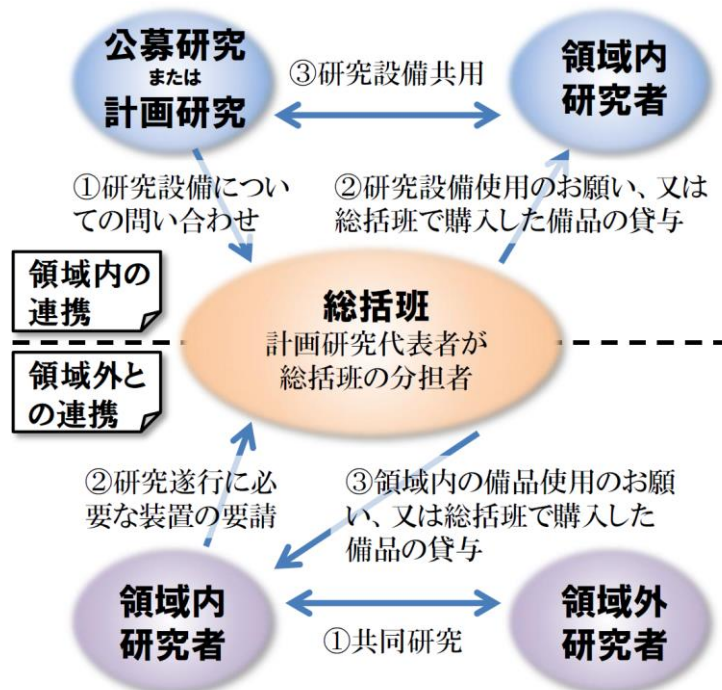 公募研究
または
計画研究
③研究設備共用
領域内
研究者
①研究設備につい
ての問い合わせ
②研究設備使用のお願い、又は
総括班で購入した備品の貸与
領域内の
連携
総括班
計画研究代表者が
総括班の分担者
領域外と
の連携
②研究遂行に必
要な装置の要請
③領域内の備品使用のお願
い、又は総括班で購入した
備品の貸与
領域内
研究者
①共同研究
領域外
研究者